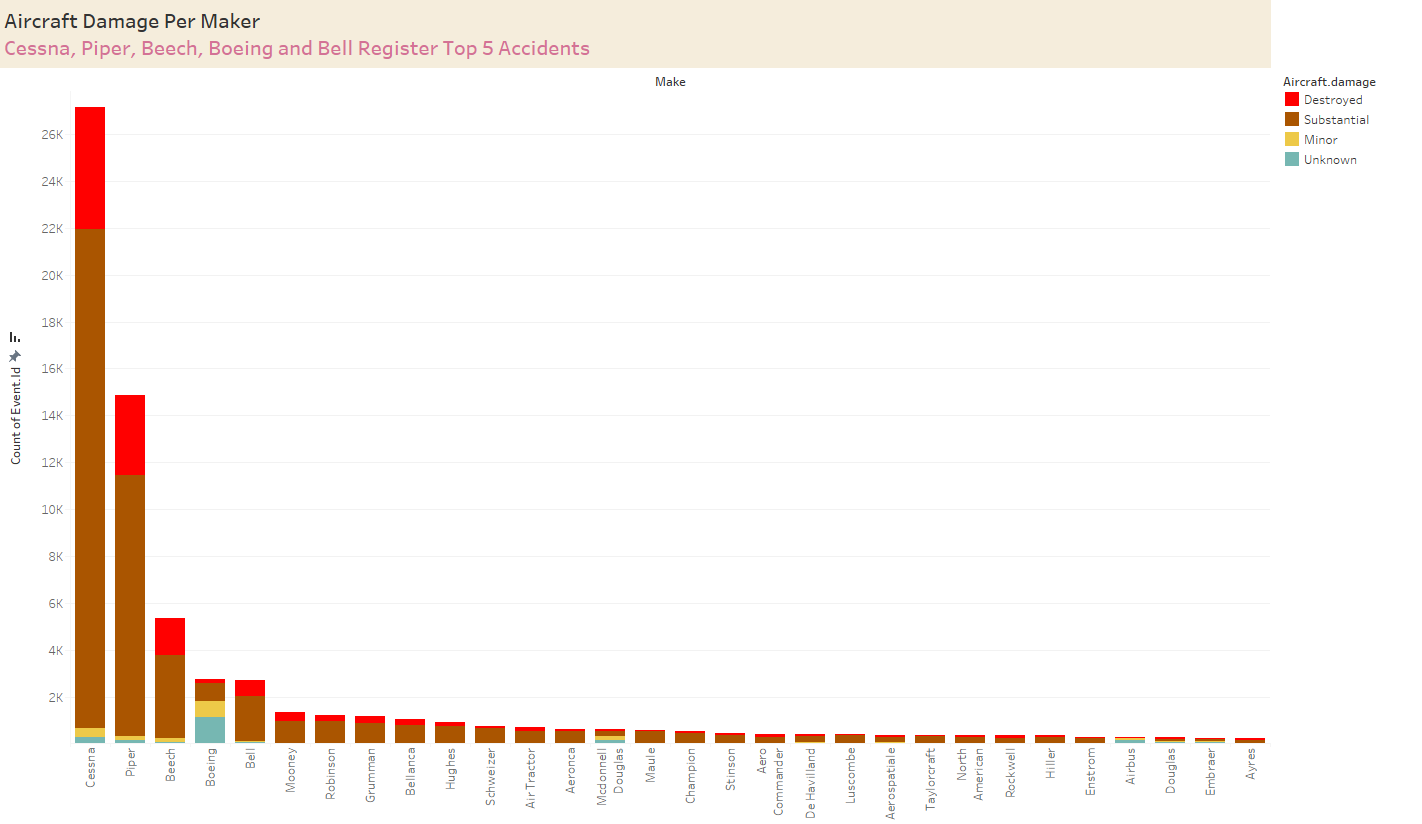 Aircraft Damage Per Maker
Cessna, Piper, Beech, Boeing and Bell Register Top 5 Accidents
Make
Aircraft.damage
Destroyed
Substantial
Minor
Unknown
26K
24K
22K
20K
18K
16K
14K
12K
10K
8K
6K
4K
2K
Count of Event.Id
Cessna
Piper
Beech
Boeing
Bell
Mooney
Robinson
Grumman
Bellanca
Hughes
Schweizer
Air Tractor
Aeronca
Mcdonnell
Douglas
Maule
Champion
Stinson
Aero
Commander
De Havilland
Luscombe
Aerospatiale
Taylorcraft
North
American
Rockwell
Hiller
Enstrom
Airbus
Douglas
Embraer
Ayres